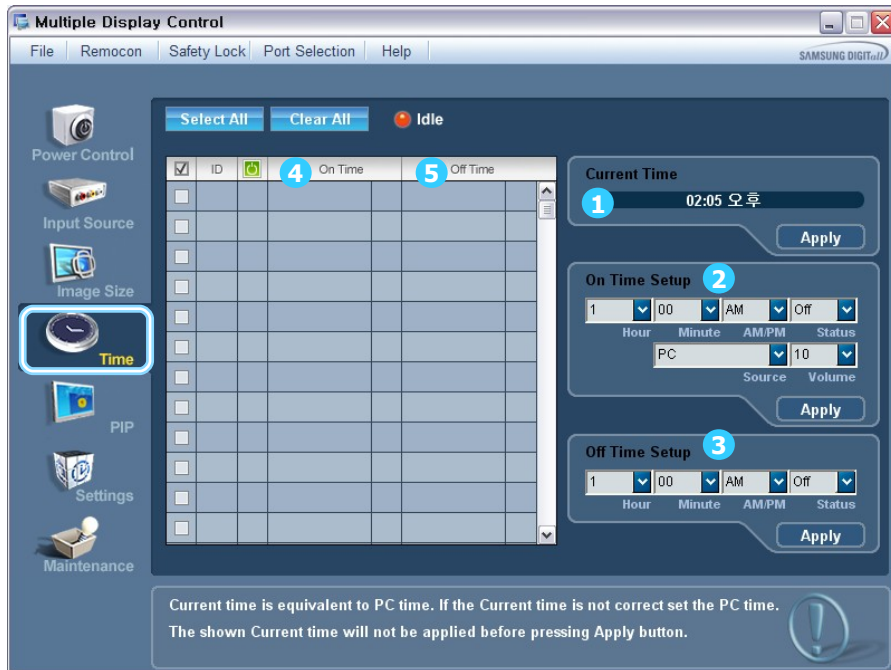 Multiple Display Control
File Remocon Safety Lock Port Selection Help
SAMSUNG DIGITall
Select All Clear All Idle
Power Control
Input Source
Image Size
Time
PIP
Settings
Maintenance
ID 4 On Time 5 Off Time
Current Time
1 02:05 오후
Apply
On Time Setup 2
1 00 AM Off
Hour Minute AM/PM Status
PC 10
Source Volume
Apply
Off Time Setup 3
1 00 AM Off
Hour Minute AM/PM Status
Apply
Current time is equivalent to PC time. If the Current time is not correct set the PC time.
The shown Current time will not be applied before pressing Apply button.